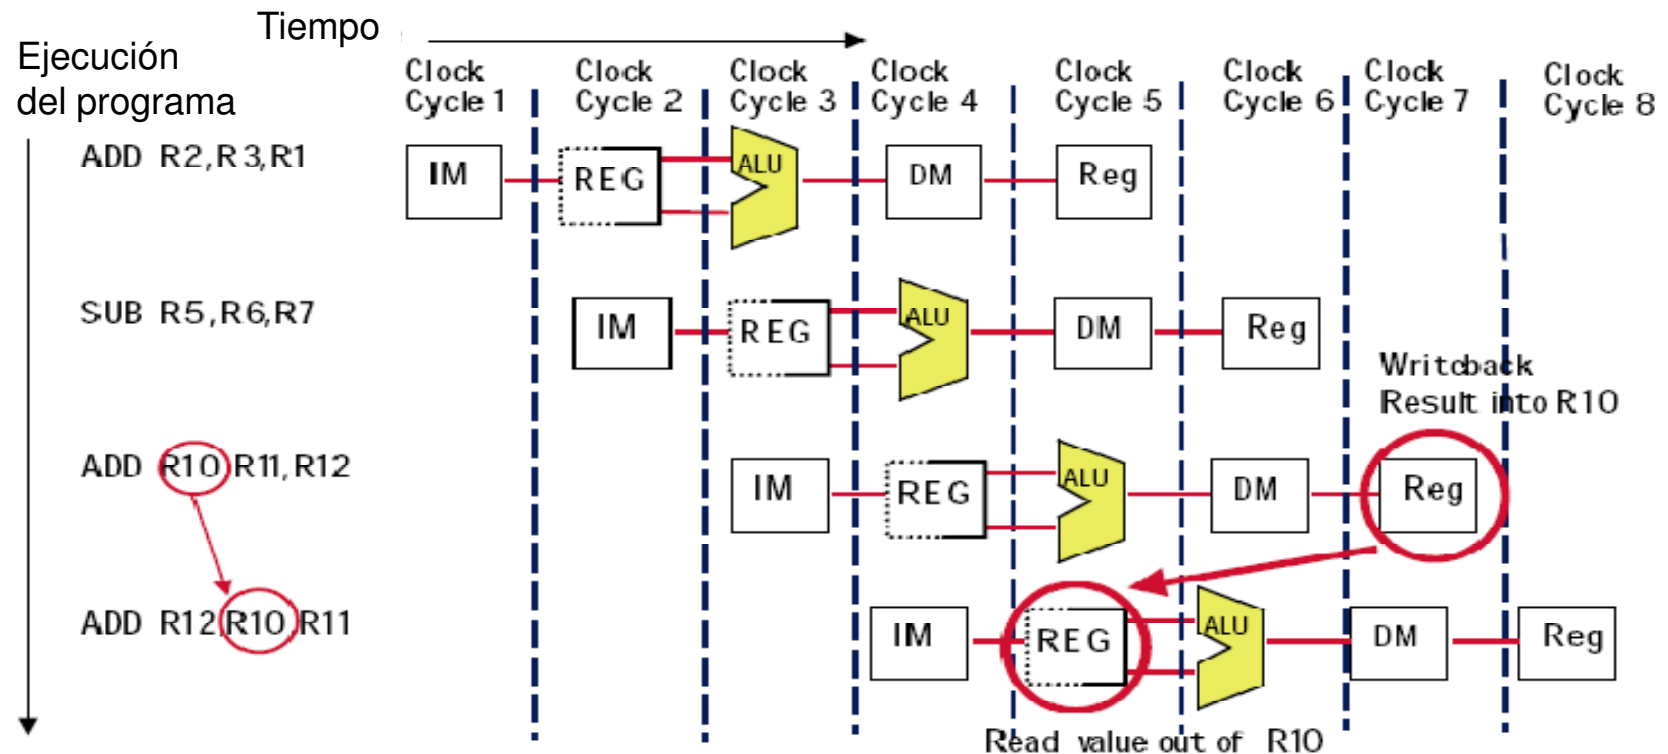 Tiempo
Ejecución
del programa
Clock Cycle 1
Clock Cycle 2
Clock Cycle 3
Clock Cycle 4
Clock Cycle 5
Clock Cycle 6
Clock Cycle 7
Clock Cycle 8
ADD R2,R3,R1
IM
REG
ALU
DM
Reg
SUB R5,R6,R7
IM
REG
ALU
DM
Reg
Writeback
Result into R10
ADD R10 R11, R12
IM
REG
ALU
DM
Reg
ADD R12 R10 R11
IM
REG
ALU
DM
Reg
Read value out of R10